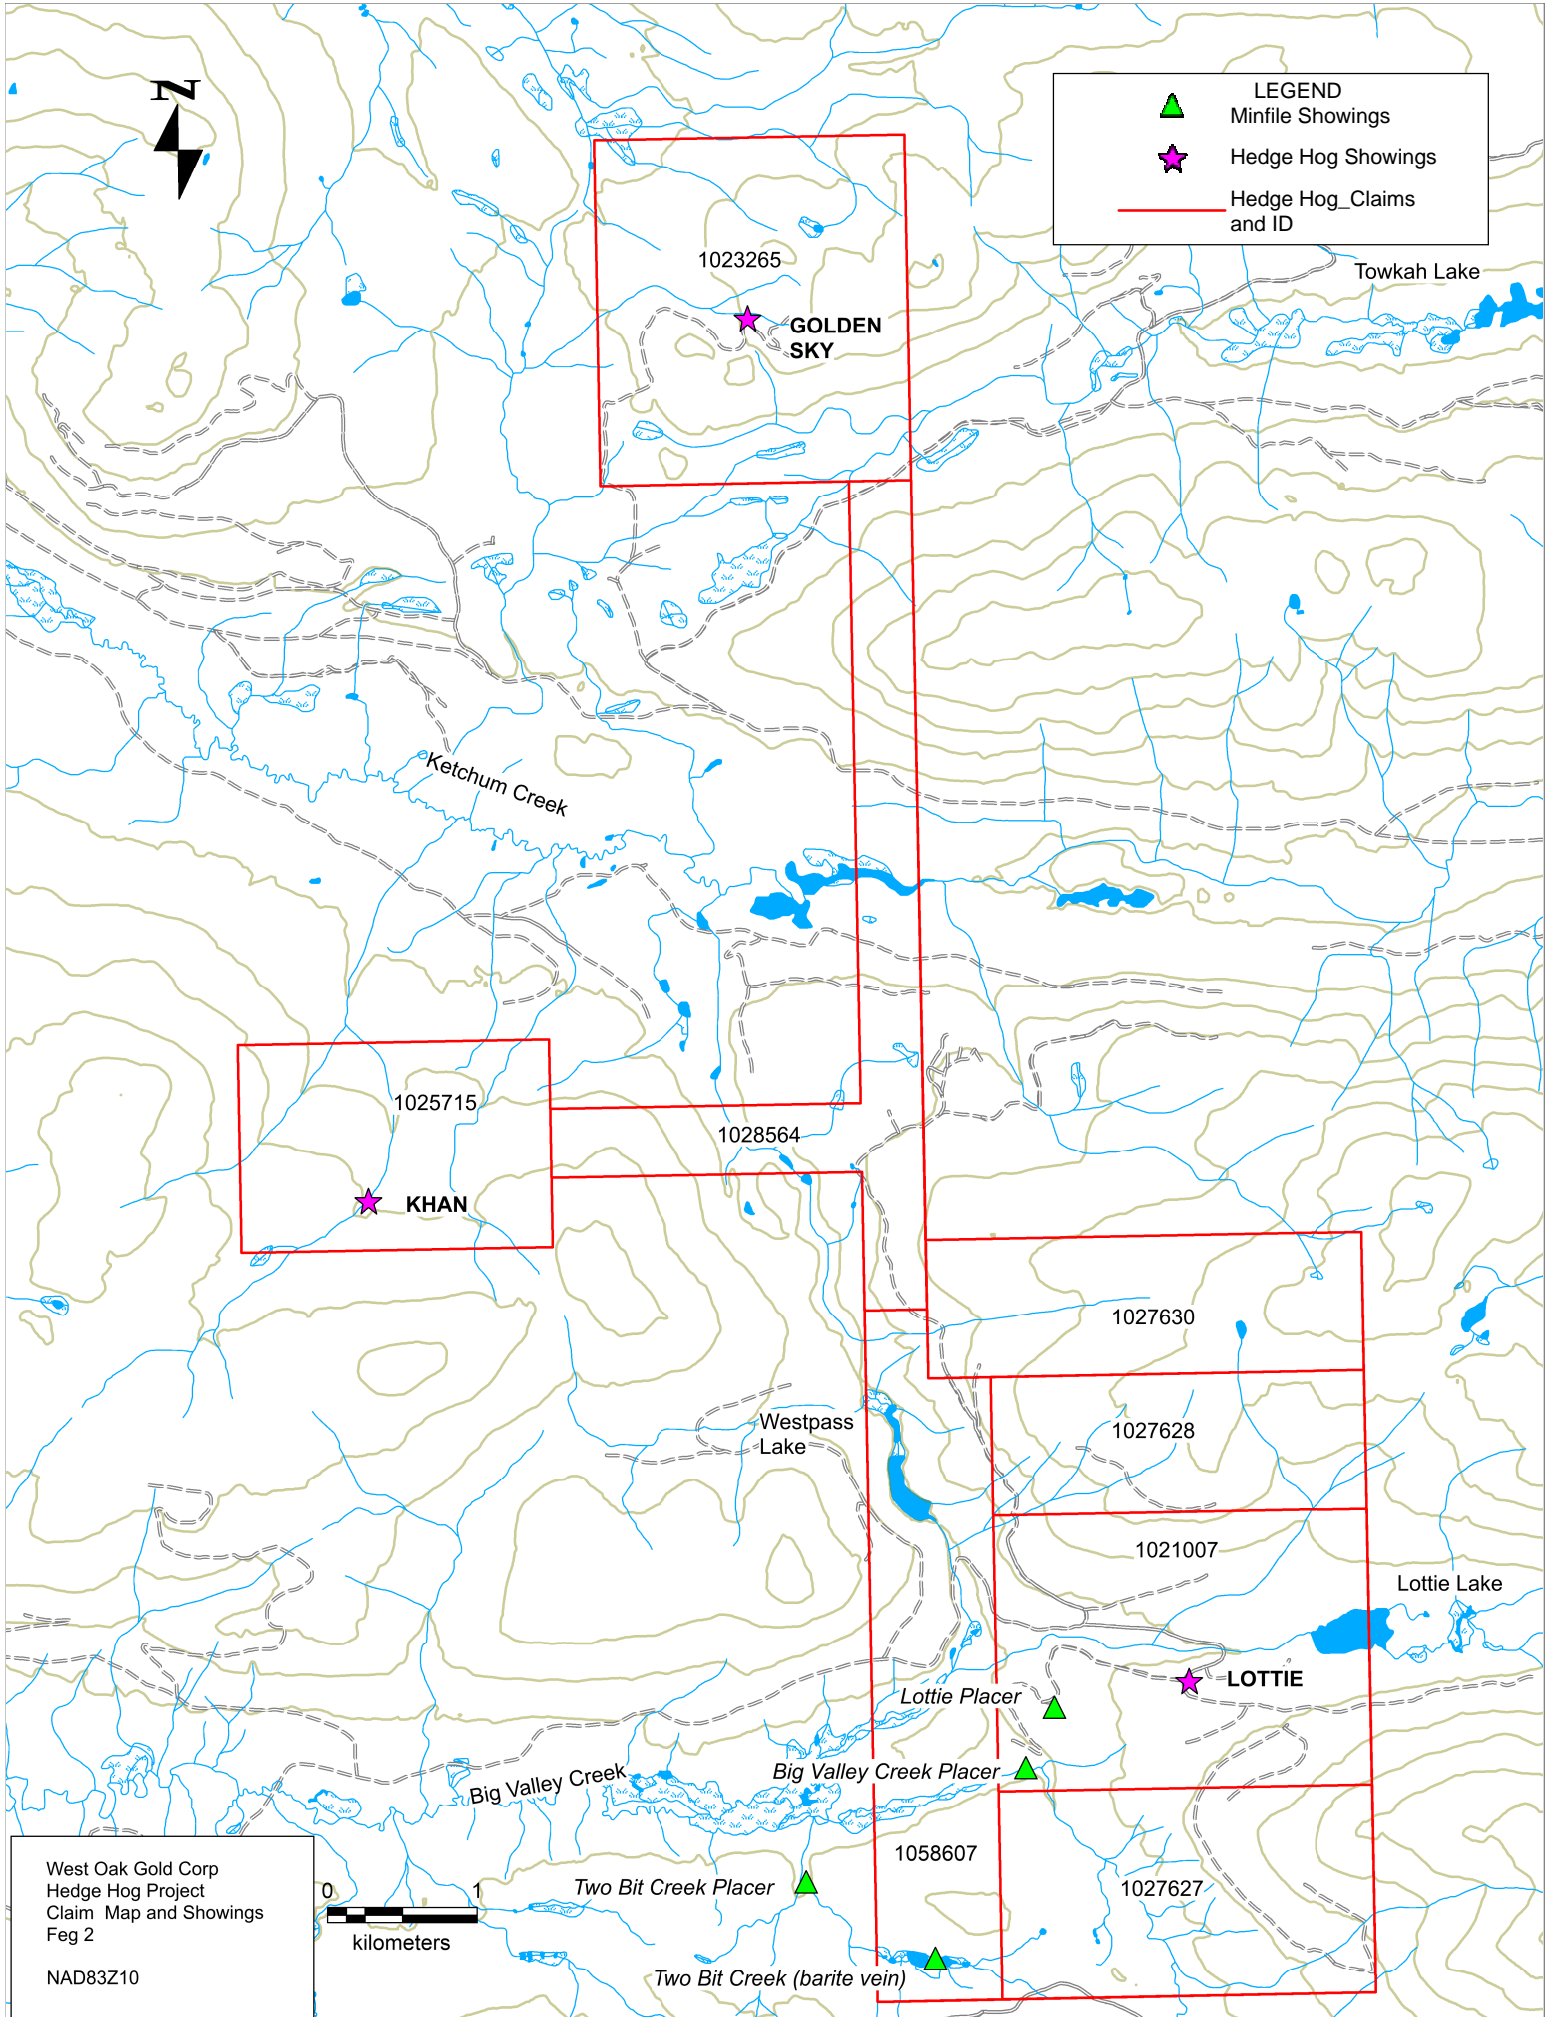 N
LEGEND
Minfile Showings
Hedge Hog Showings
Hedge Hog_Claims
and ID
Towkah Lake
1023265
GOLDEN
SKY
Ketchum Creek
1025715
1028564
KHAN
1027630
Westpass
Lake
1027628
1021007
Lottie Lake
LOTTIE
Lottie Placer
Big Valley Creek Placer
Big Valley Creek
1058607
Two Bit Creek Placer
1027627
Two Bit Creek (barite vein)
West Oak Gold Corp
Hedge Hog Project
Claim Map and Showings
Feg 2
NAD83Z10
0 1
kilometers